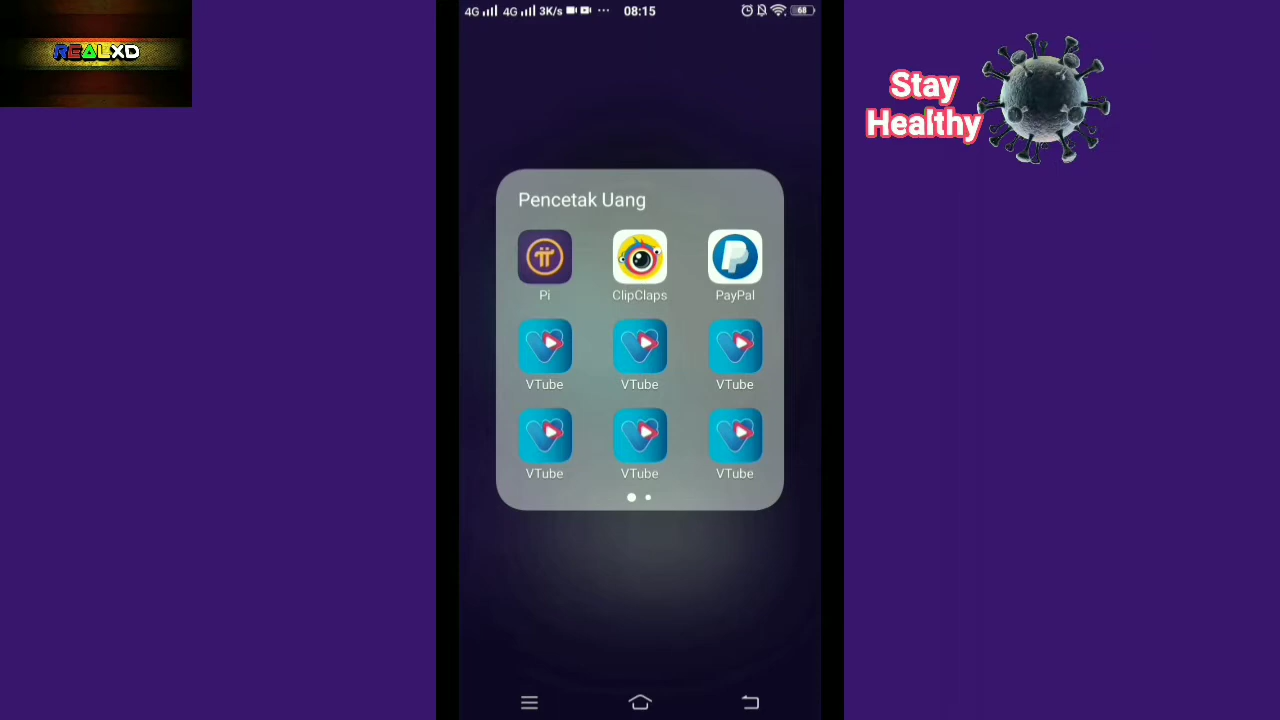 REALXD
4G 4G 3K/s 08:15 68
Stay
Healthy
Pencetak Uang
Pi ClipClaps PayPal
VTube VTube VTube
VTube VTube VTube